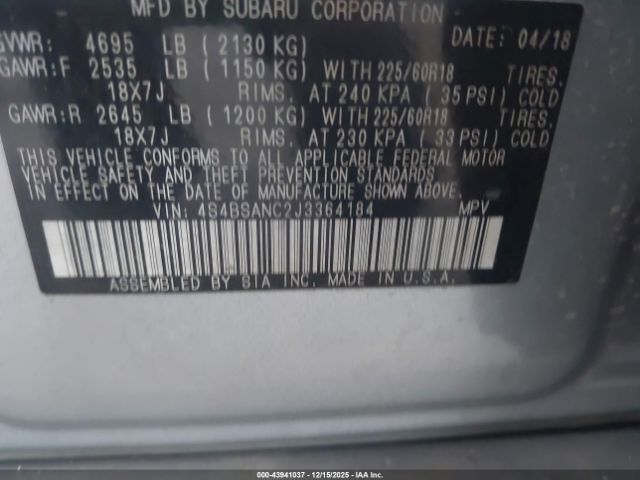 MFD BY SUBARU CORPORATION
GVWR: 4695 LB ( 2130 KG) DATE: 04/18
GAWR:F 2535 LB ( 1150 KG) WITH 225/60R18 TIRES.
18X7J RIMS. AT 240 KPA ( 35 PSI) COLD
GAWR:R 2645 LB ( 1200 KG) WITH 225/60R18 TIRES.
18X7J RIMS. AT 230 KPA ( 33 PSI) COLD
THIS VEHICLE CONFORMS TO ALL APPLICABLE FEDERAL MOTOR
VEHICLE SAFETY AND THEFT PREVENTION STANDARDS
IN EFFECT ON THE DATE OF MANUFACTURE SHOWN ABOVE.
VIN: 4S4BSANC2J3364184 MPV
ASSEMBLED BY SIA INC. MADE IN U.S.A.
000-43941037 - 12/15/2025 - IAA Inc.